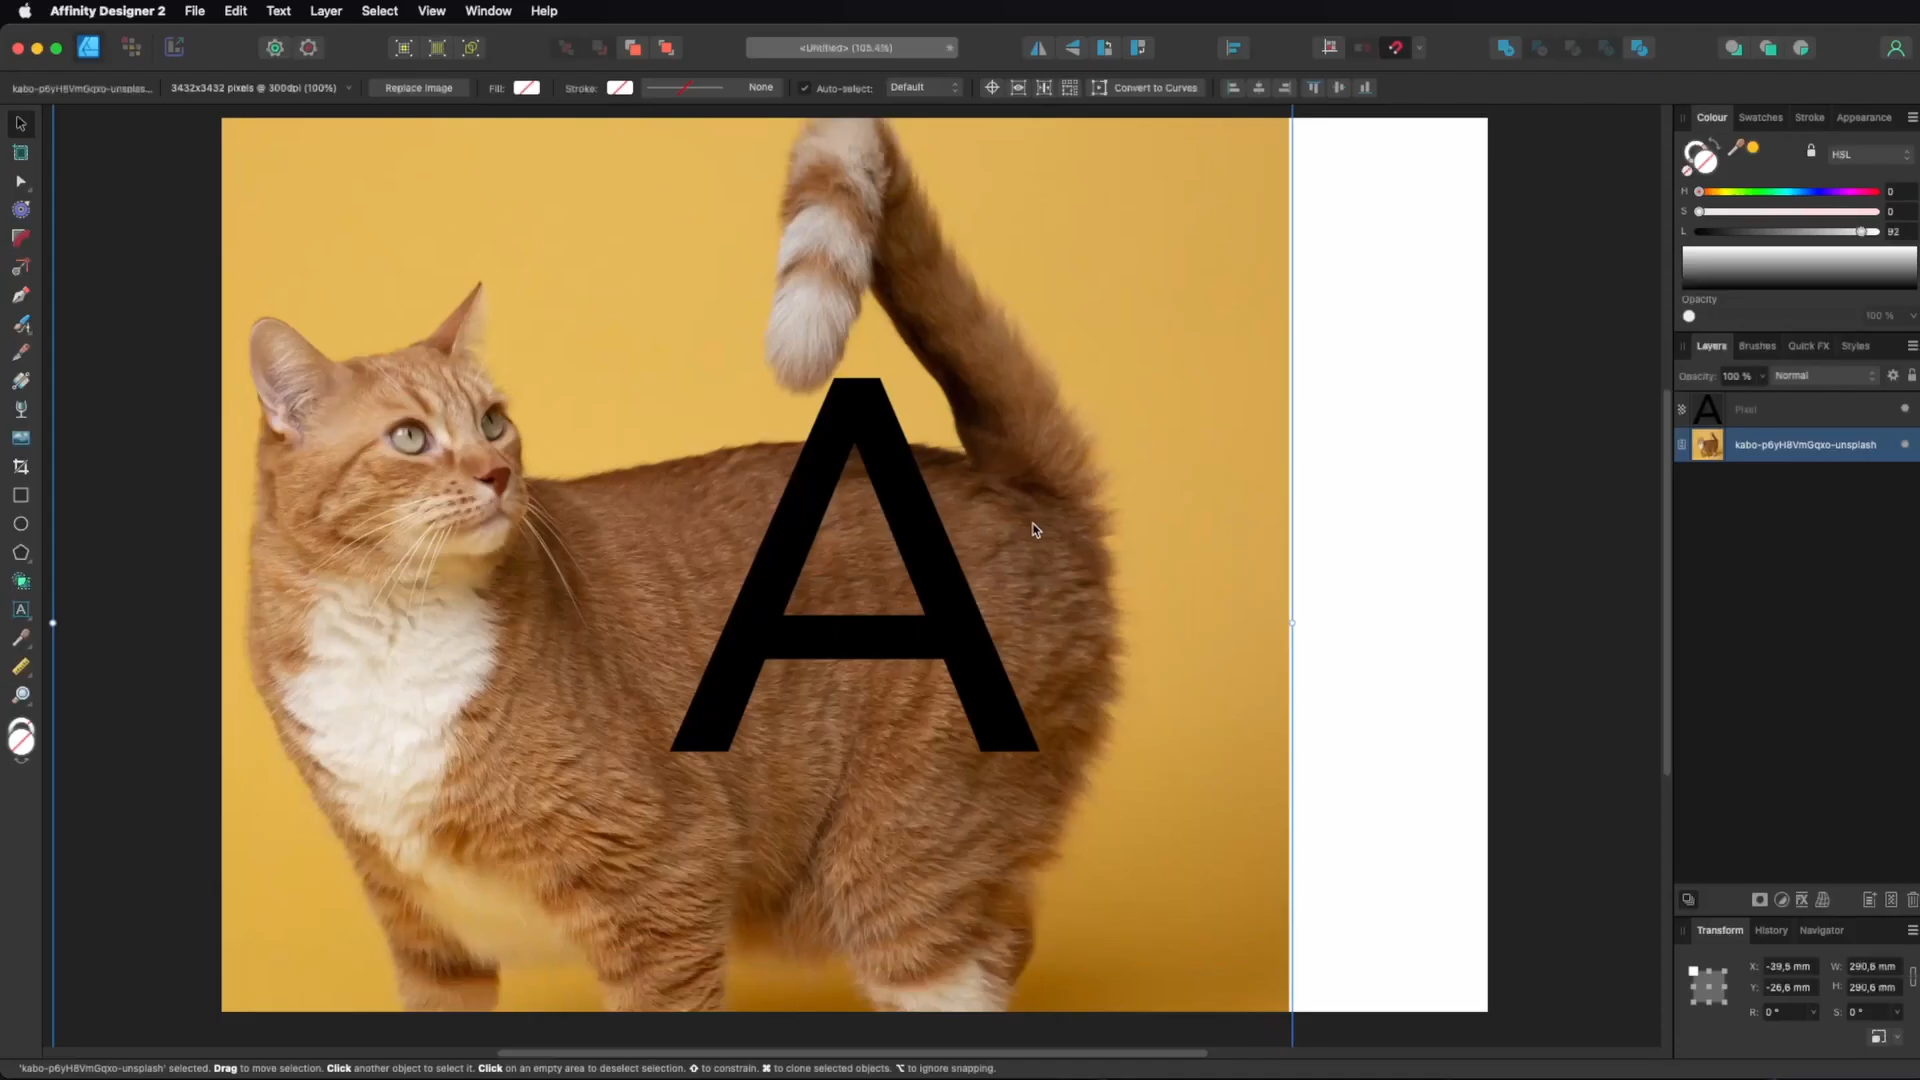 Affinity Designer 2 File Edit Text Layer Select View Window Help
<Untitled> (105.4%)
kabo-p6yH8VmGqxo-unsplas... 3432x3432 pixels @ 300dpi (100%) Replace Image Fill: Stroke: None Auto-select: Default Convert to Curves
Colour Swatches Stroke Appearance
HSL
H 0
S 0
L 92
Opacity
100 %
Layers Brushes Quick FX Styles
Opacity: 100 % Normal
A Pixel
kabo-p6yH8VmGqxo-unsplash
A
A
Transform History Navigator
X: -39,5 mm W: 290,6 mm
Y: -26,6 mm H: 290,6 mm
R: 0 ° S: 0 °
'kabo-p6yH8VmGqxo-unsplash' selected. Drag to move selection. Click another object to select it. Click on an empty area to deselect selection. ⇧ to constrain. ⌘ to clone selected objects. ⌥ to ignore snapping.